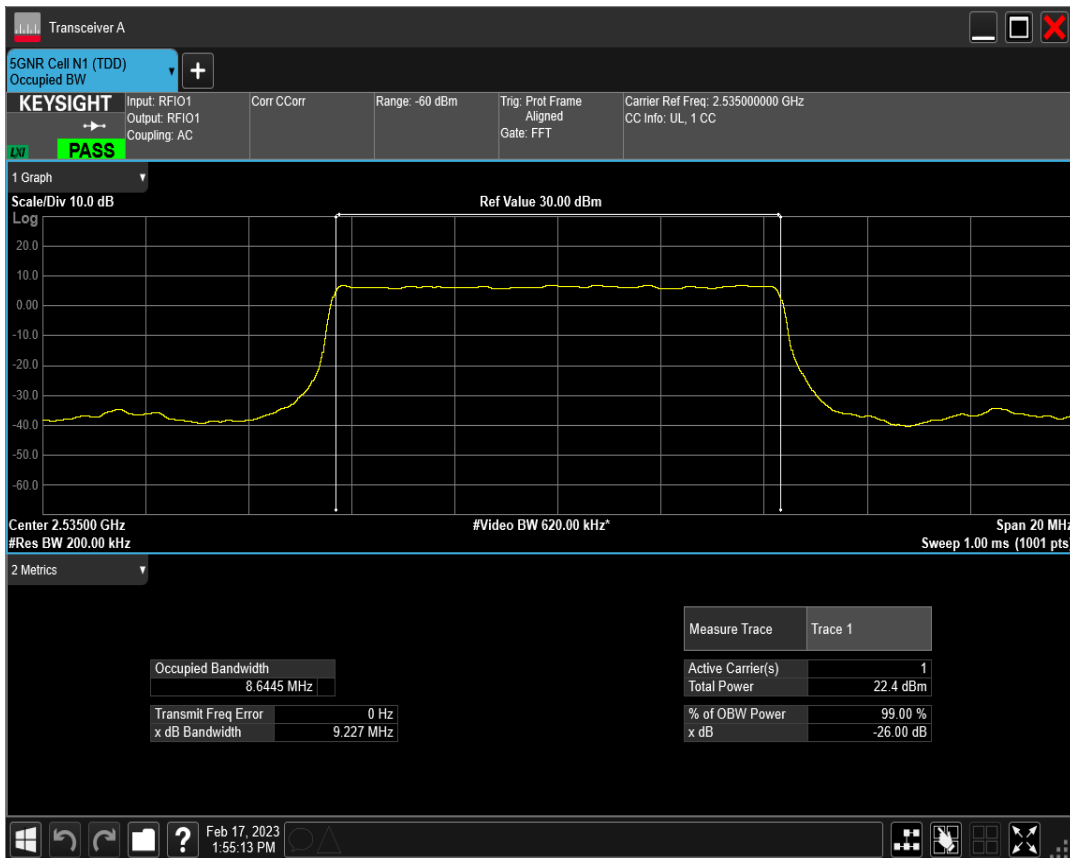 Transceiver A
5GNR Cell N1 (TDD)
Occupied BW
+
KEYSIGHT
LXI
PASS
Input: RFIO1
Output: RFIO1
Coupling: AC
Corr CCorr
Range: -60 dBm
Trig: Prot Frame
Aligned
Gate: FFT
Carrier Ref Freq: 2.535000000 GHz
CC Info: UL, 1 CC
1 Graph
Scale/Div 10.0 dB
Ref Value 30.00 dBm
Log
20.0
10.0
0.00
-10.0
-20.0
-30.0
-40.0
-50.0
-60.0
Center 2.53500 GHz
#Video BW 620.00 kHz*
Span 20 MHz
#Res BW 200.00 kHz
Sweep 1.00 ms (1001 pts)
2 Metrics
Measure Trace Trace 1
Occupied Bandwidth
8.6445 MHz
Active Carrier(s) 1
Total Power 22.4 dBm
Transmit Freq Error 0 Hz
x dB Bandwidth 9.227 MHz
% of OBW Power 99.00 %
x dB -26.00 dB
?
Feb 17, 2023
1:55:13 PM